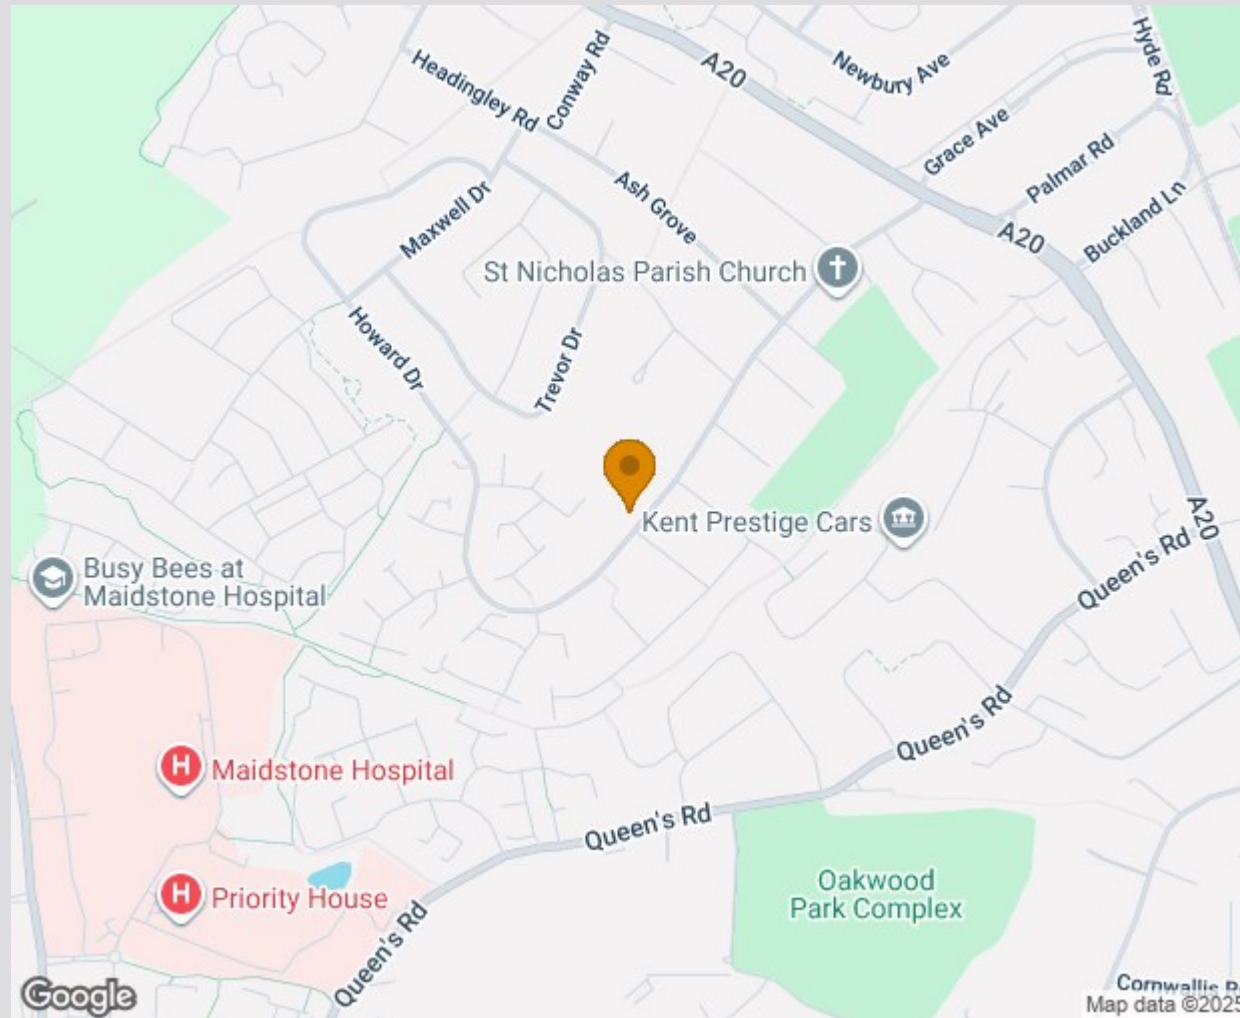 Hyde Rd
Conway Rd
Newbury Ave
A20
Headingley Rd
Grace Ave
Palmar Rd
Ash Grove
Maxwell Dr
Buckland Ln
A20
St Nicholas Parish Church
Howard Dr
Trevor Dr
Kent Prestige Cars
A20
Queen's Rd
Busy Bees at
Maidstone Hospital
Queen's Rd
Maidstone Hospital
Queen's Rd
Oakwood
Park Complex
Priority House
Queen's Rd
Google
Cornwallis R
Map data ©2025